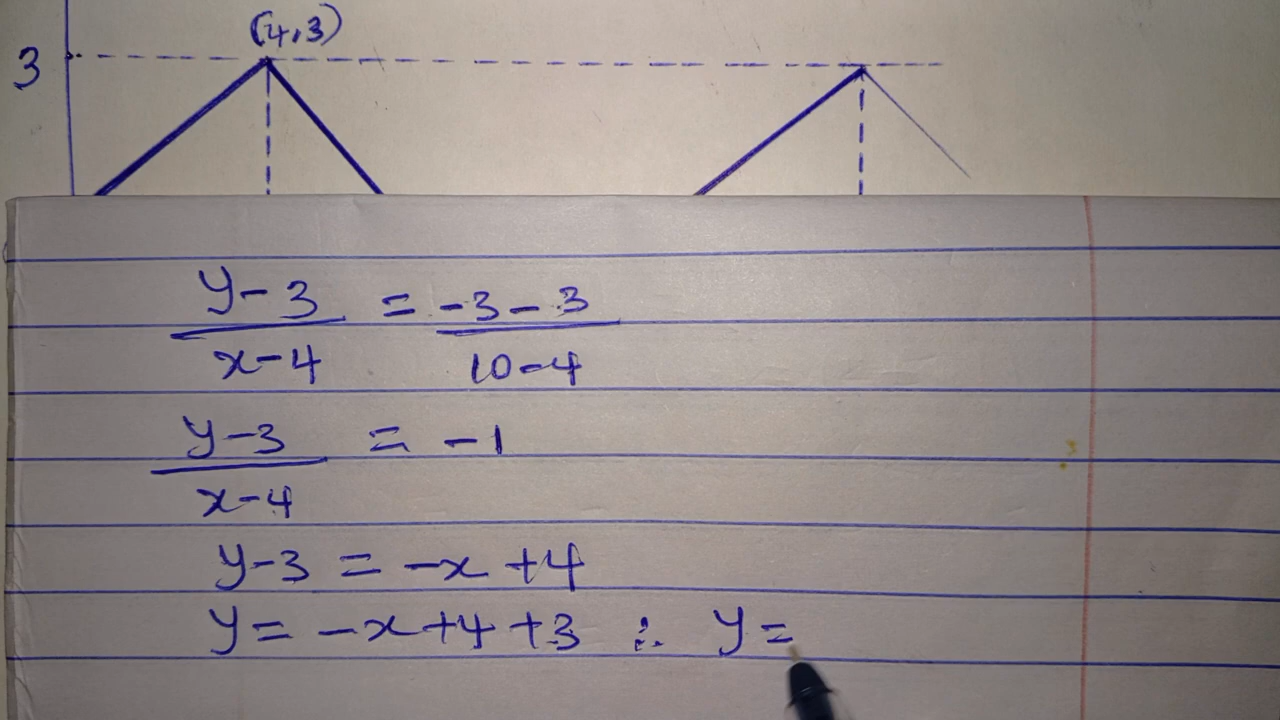 (4,3)
3
y-3 / x-4 = -3-3 / 10-4
y-3 / x-4 = -1
y-3 = -x+4
y = -x+4+3 ∴ y =